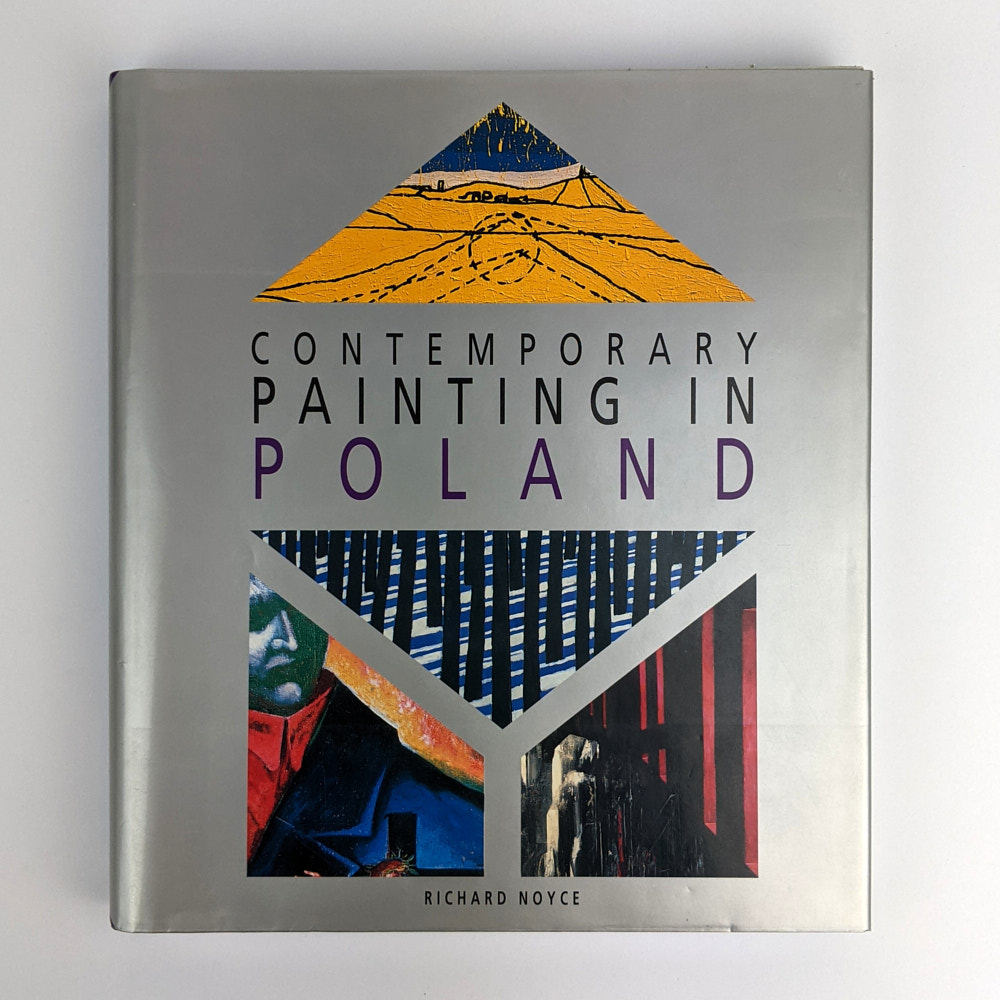 CONTEMPORARY
PAINTING IN
POLAND
RICHARD NOYCE